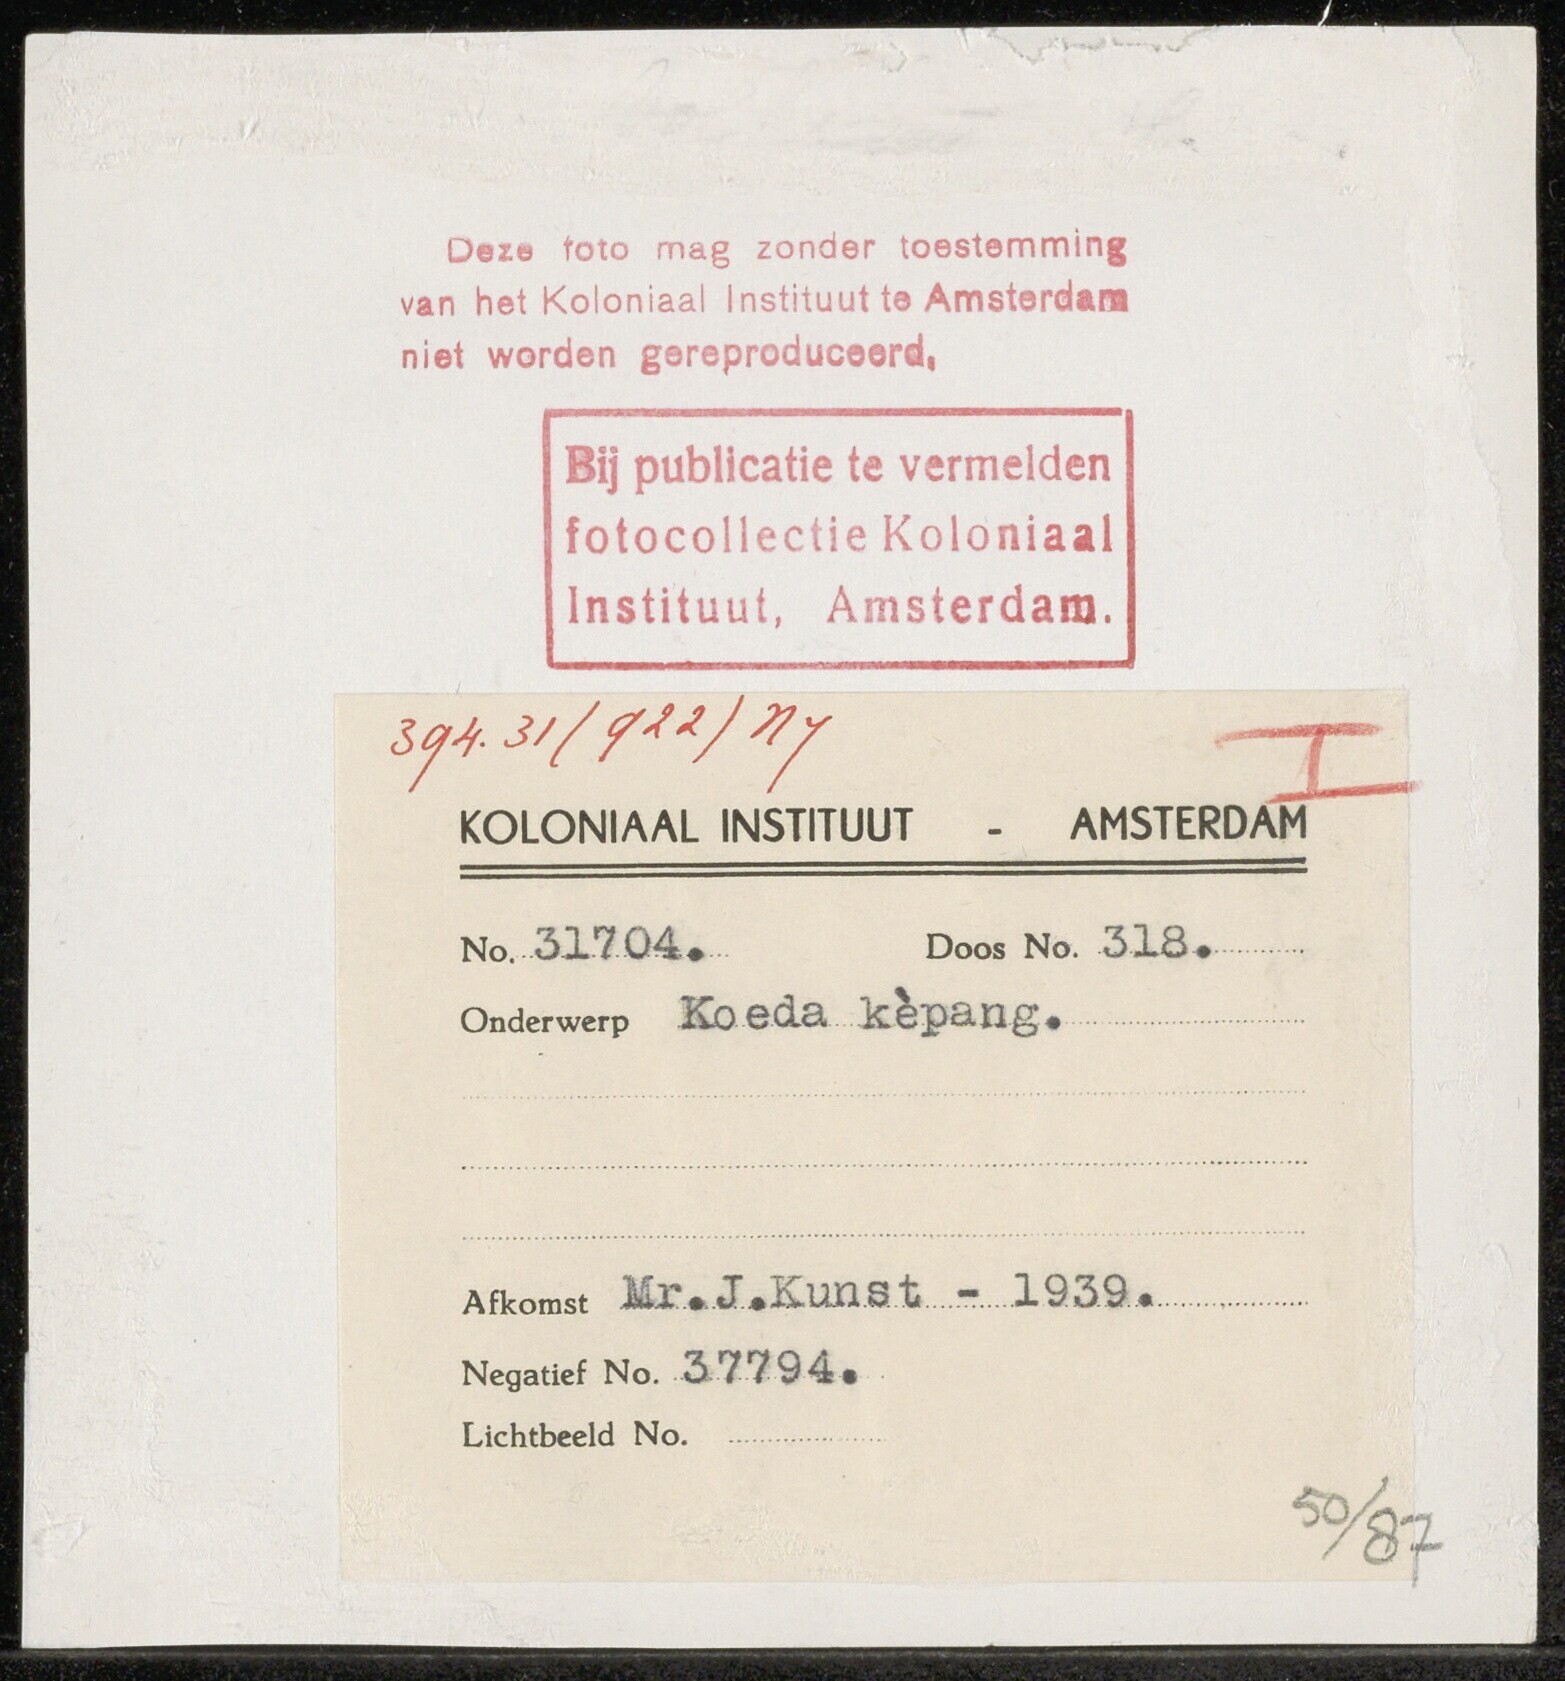 Deze foto mag zonder toestemming
van het Koloniaal Instituut te Amsterdam
niet worden gereproduceerd.
Bij publicatie te vermelden
fotocollectie Koloniaal
Instituut, Amsterdam.
394.31/(922) Ny
I
KOLONIAAL INSTITUUT - AMSTERDAM
No. 31704. Doos No. 318.
Onderwerp Koeda kèpang.
Afkomst Mr.J.Kunst - 1939.
Negatief No. 37794.
Lichtbeeld No.
50/87